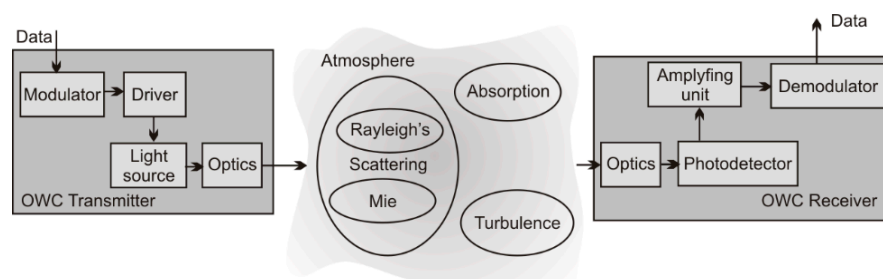 Data
Modulator
Driver
Light
source
Optics
OWC Transmitter
Atmosphere
Rayleigh's
Scattering
Mie
Absorption
Turbulence
Data
Amplyfing
unit
Demodulator
Optics
Photodetector
OWC Receiver